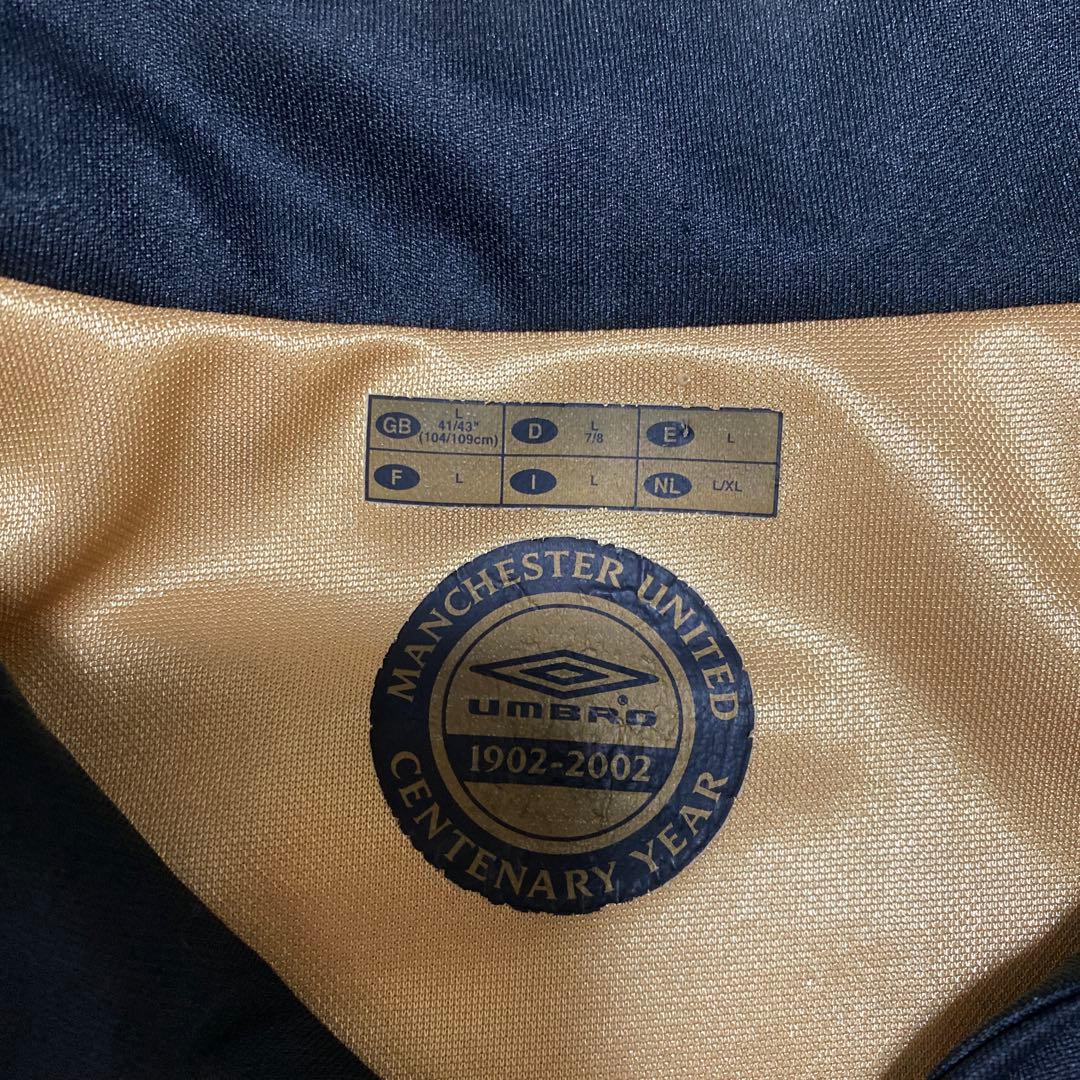 GB L 41/43" (104/109cm)
D L 7/8
E L
F L
I L
NL L/XL
MANCHESTER UNITED
UMBRO®
1902-2002
CENTENARY YEAR